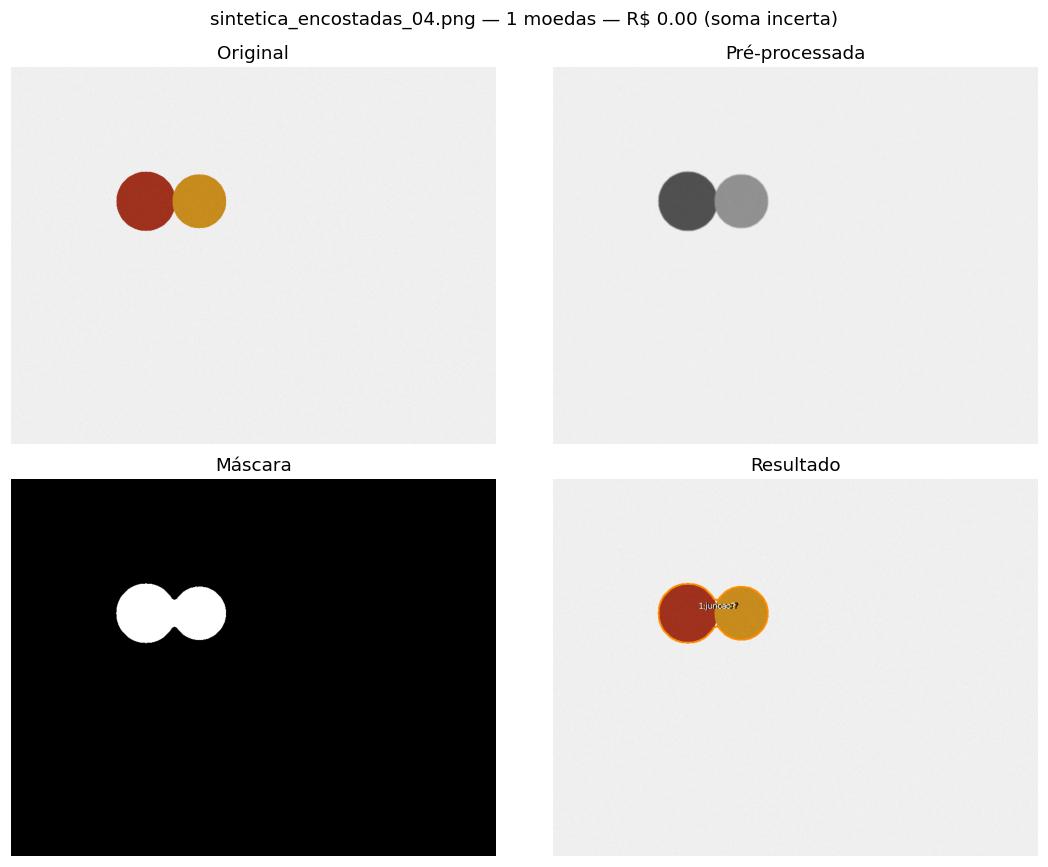 sintetica_encostadas_04.png — 1 moedas — R$ 0.00 (soma incerta)
Original
Pré-processada
Máscara
Resultado